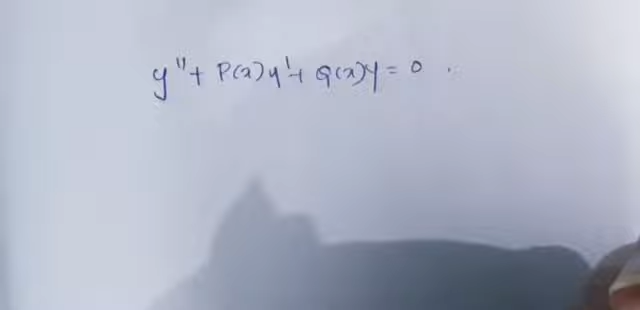 y" + P(x)y' + Q(x)y = 0 .